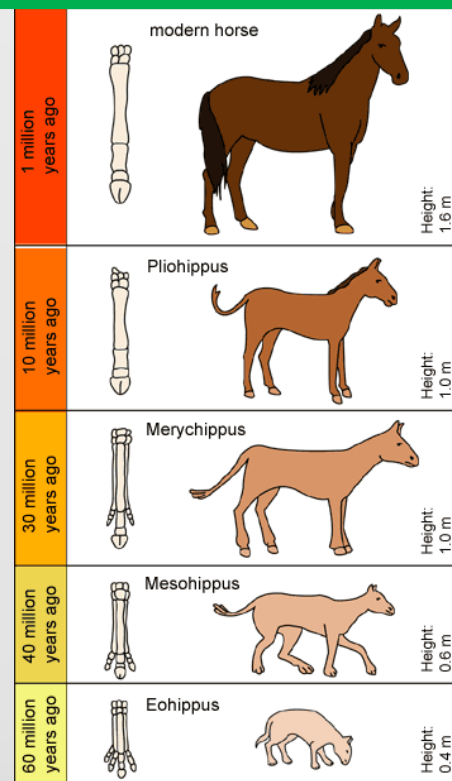 modern horse
1 million
years ago
Height:
1.6 m
Pliohippus
10 million
years ago
Height:
1.0 m
Merychippus
30 million
years ago
Height:
1.0 m
Mesohippus
40 million
years ago
Height:
0.6 m
Eohippus
60 million
years ago
Height:
0.4 m